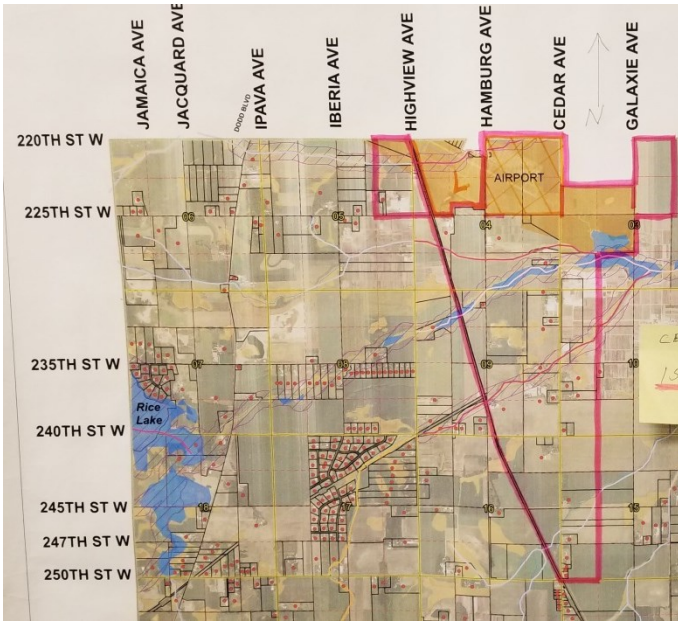 JAMAICA AVE
JACQUARD AVE
DODD BLVD
IPAVA AVE
IBERIA AVE
HIGHVIEW AVE
HAMBURG AVE
CEDAR AVE
GALAXIE AVE
N
220TH ST W
AIRPORT
225TH ST W
06
05
04
03
235TH ST W
07
08
09
10
Rice
Lake
240TH ST W
245TH ST W
18
17
16
15
247TH ST W
250TH ST W